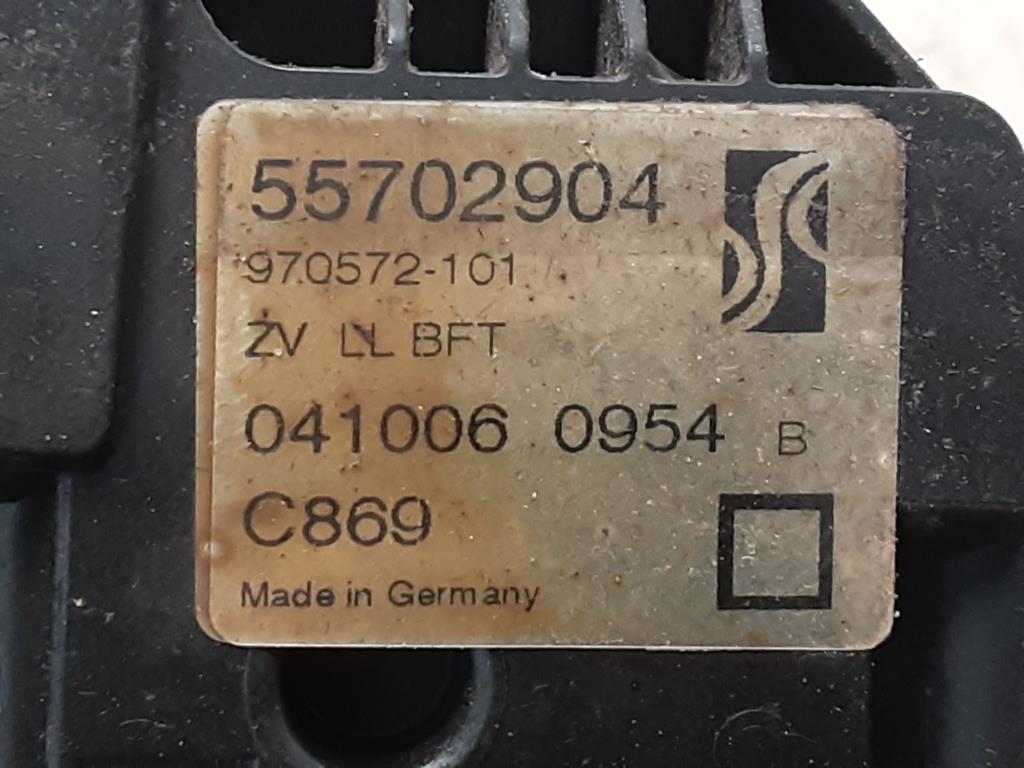 55702904
970572-101
ZV LL BFT
041006 0954 B
C869
Made in Germany